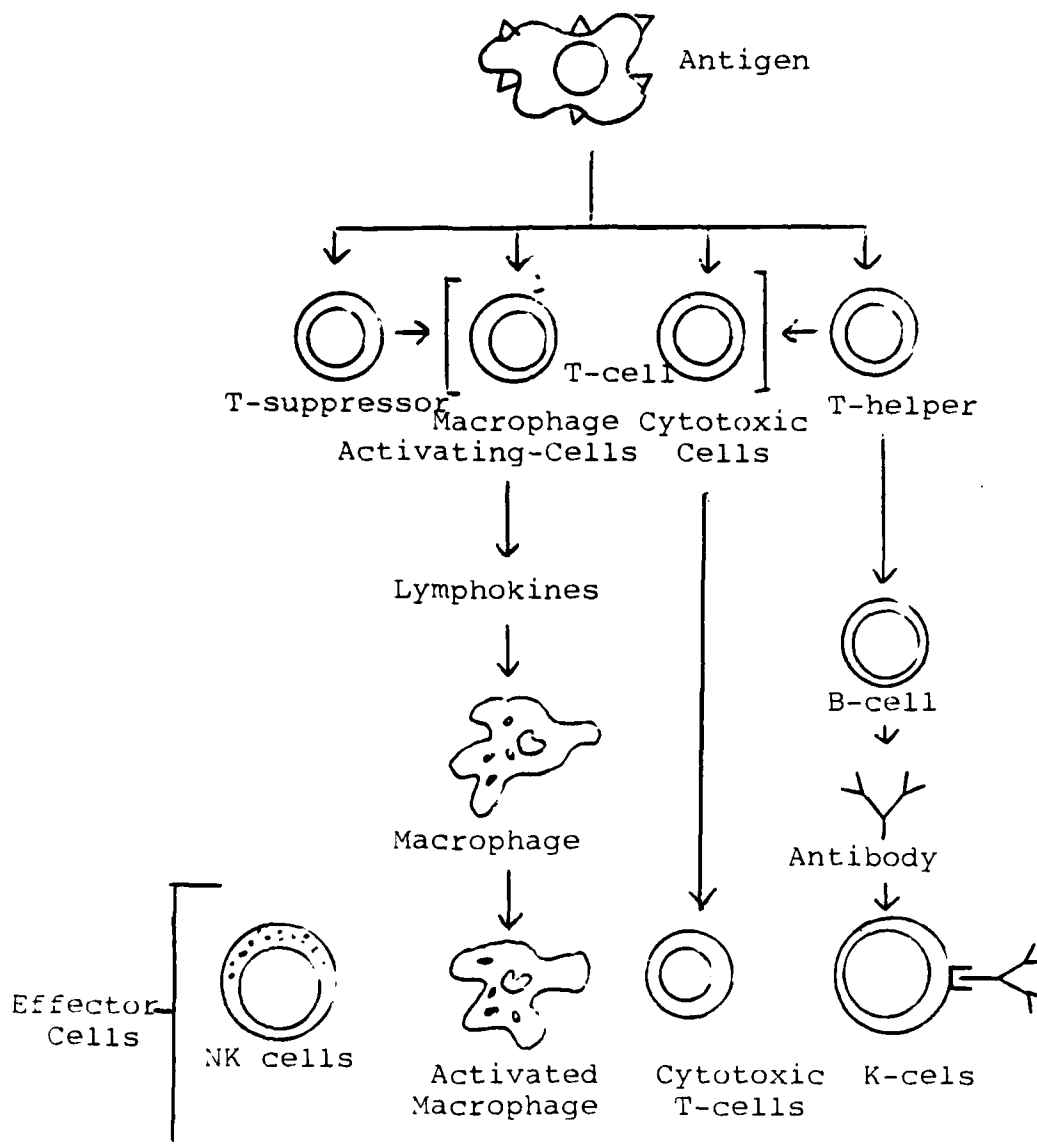 Antigen
T-cell
T-suppressor
Macrophage
Activating-Cells
Cytotoxic
Cells
T-helper
Lymphokines
B-cell
Macrophage
Antibody
Effector
Cells
NK cells
Activated
Macrophage
Cytotoxic
T-cells
K-cels